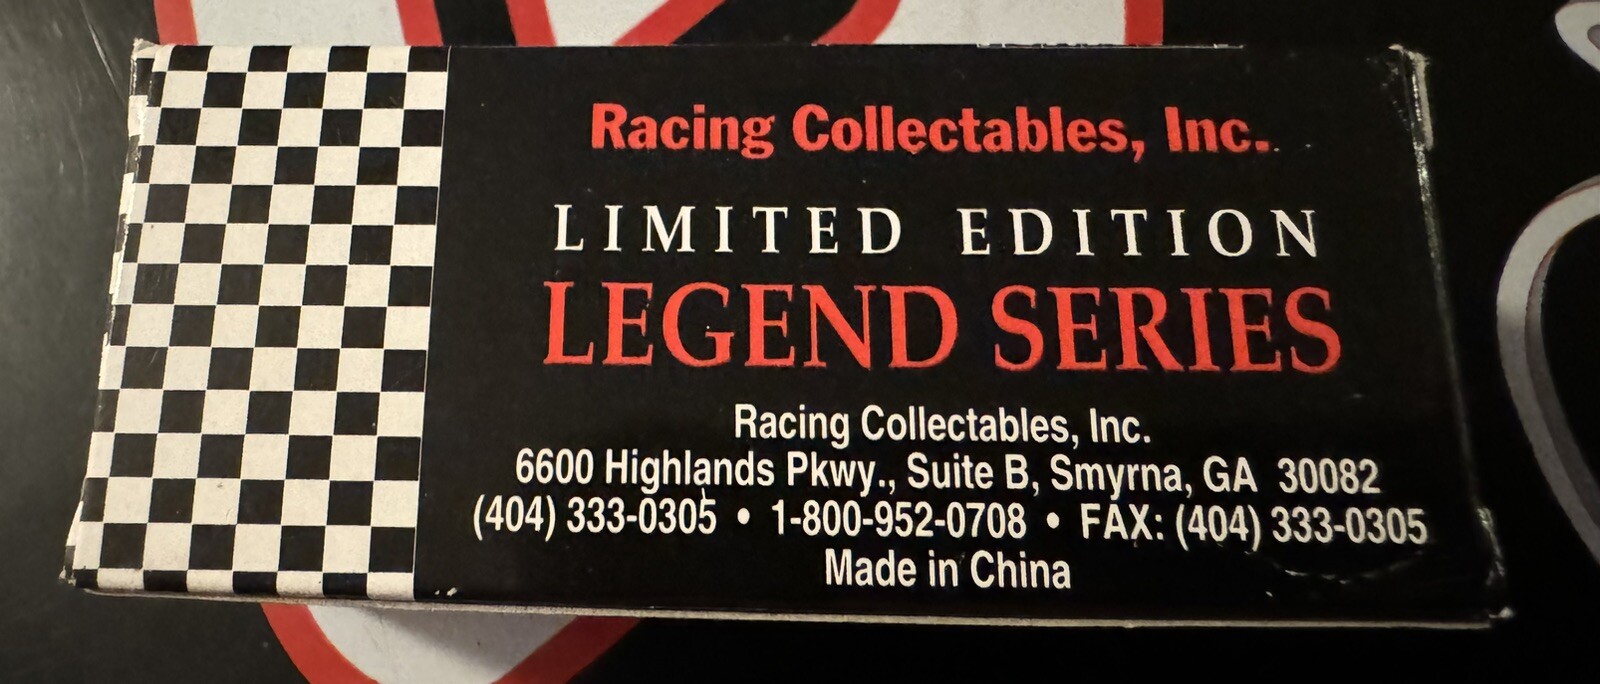 Racing Collectables, Inc.
LIMITED EDITION
LEGEND SERIES
Racing Collectables, Inc.
6600 Highlands Pkwy., Suite B, Smyrna, GA 30082
(404) 333-0305 • 1-800-952-0708 • FAX: (404) 333-0305
Made in China